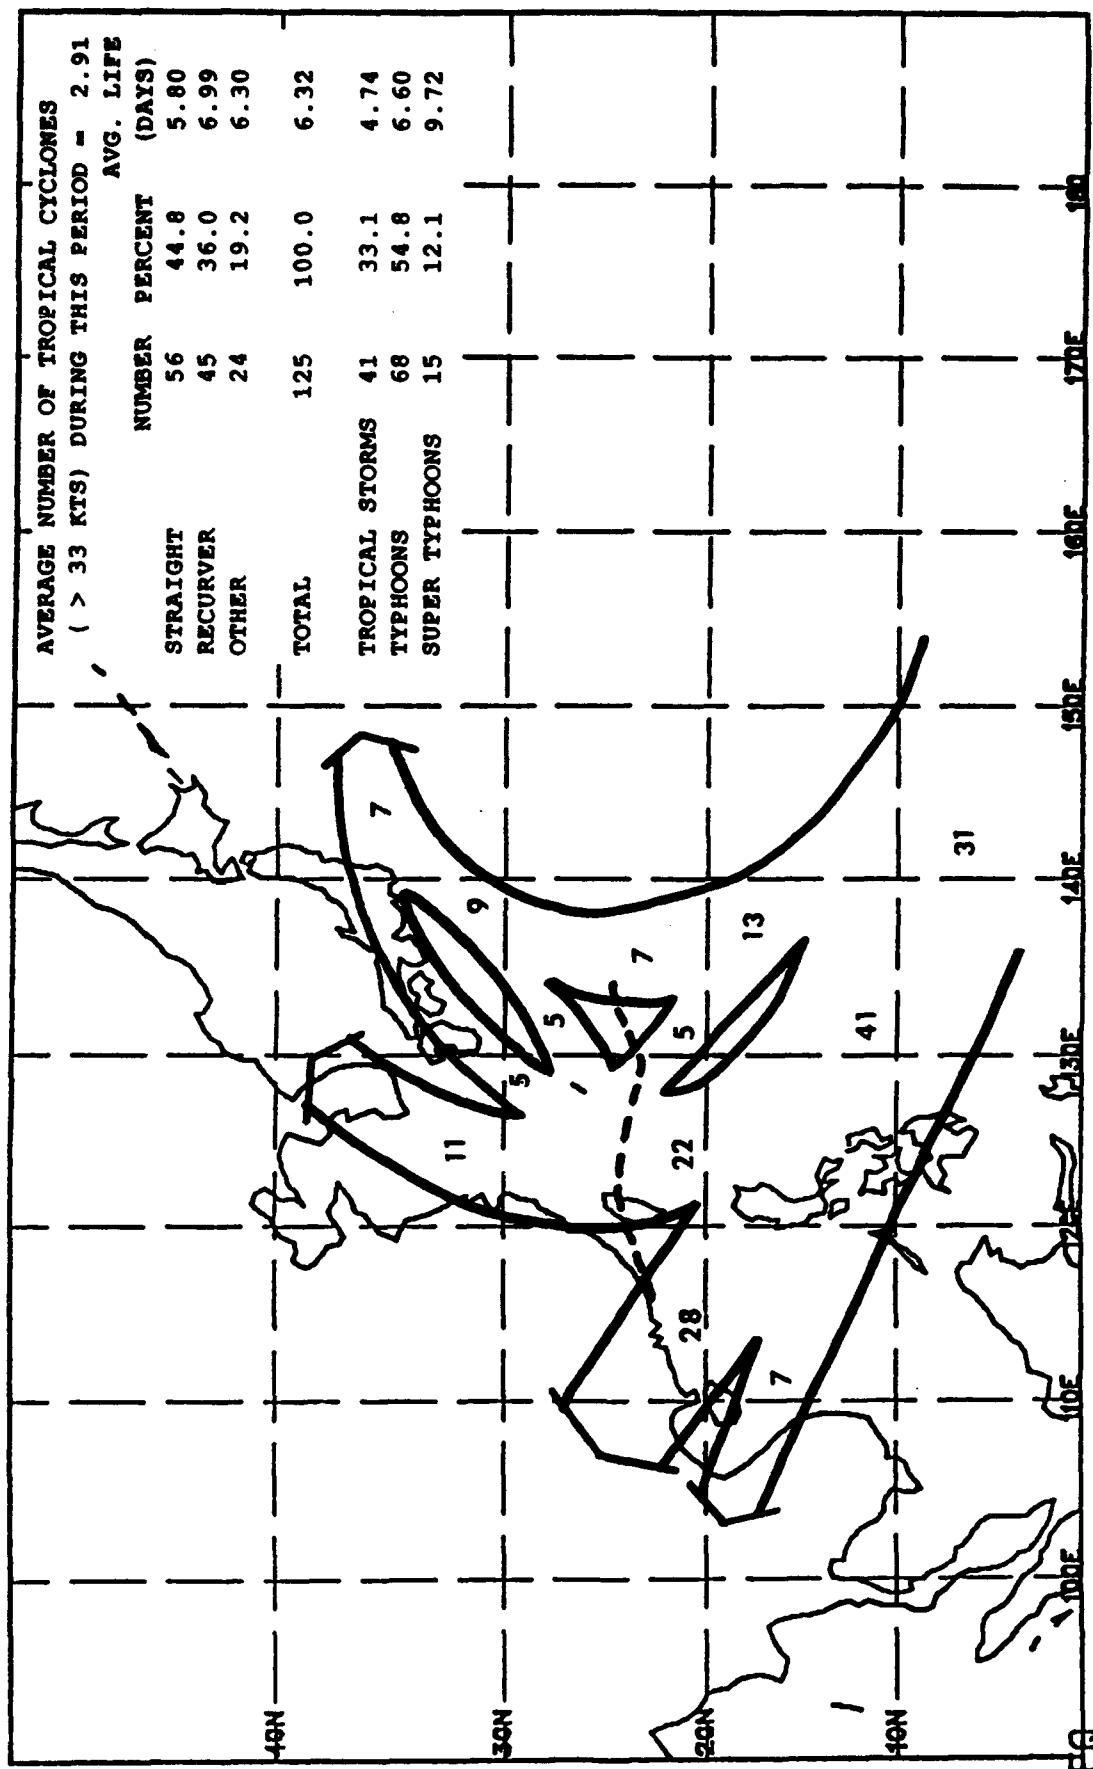 AVERAGE NUMBER OF TROPICAL CYCLONES
( > 33 KTS) DURING THIS PERIOD = 2.91
AVG. LIFE
NUMBER PERCENT (DAYS)
STRAIGHT 56 44.8 5.80
RECURVER 45 36.0 6.99
OTHER 24 19.2 6.30
TOTAL 125 100.0 6.32
TROPICAL STORMS 41 33.1 4.74
TYPHOONS 68 54.8 6.60
SUPER TYPHOONS 15 12.1 9.72
40N
7
11
5
9
30N
5
7
28
22
5
13
20N
7
41
31
10N
100E
110E
130E
140E
150E
160E
170E
180